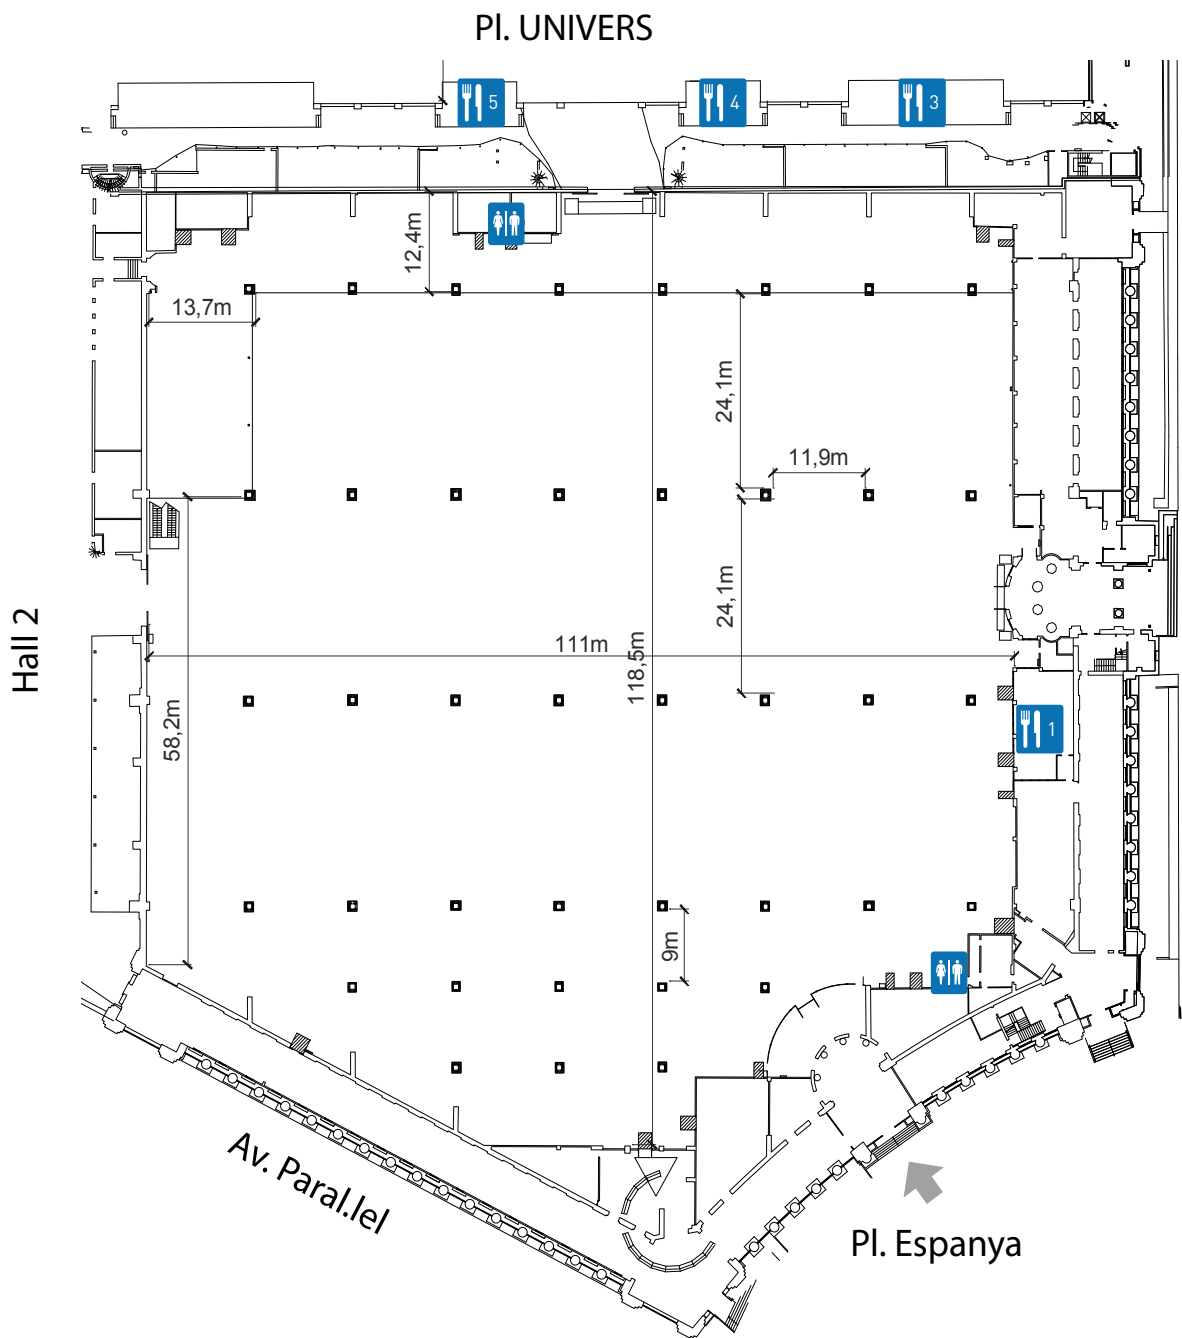 Pl. UNIVERS
5
4
3
12,4m
13,7m
24,1m
11,9m
24,1m
Hall 2
111m
118,5m
58,2m
1
9m
Av. Paral.lel
Pl. Espanya